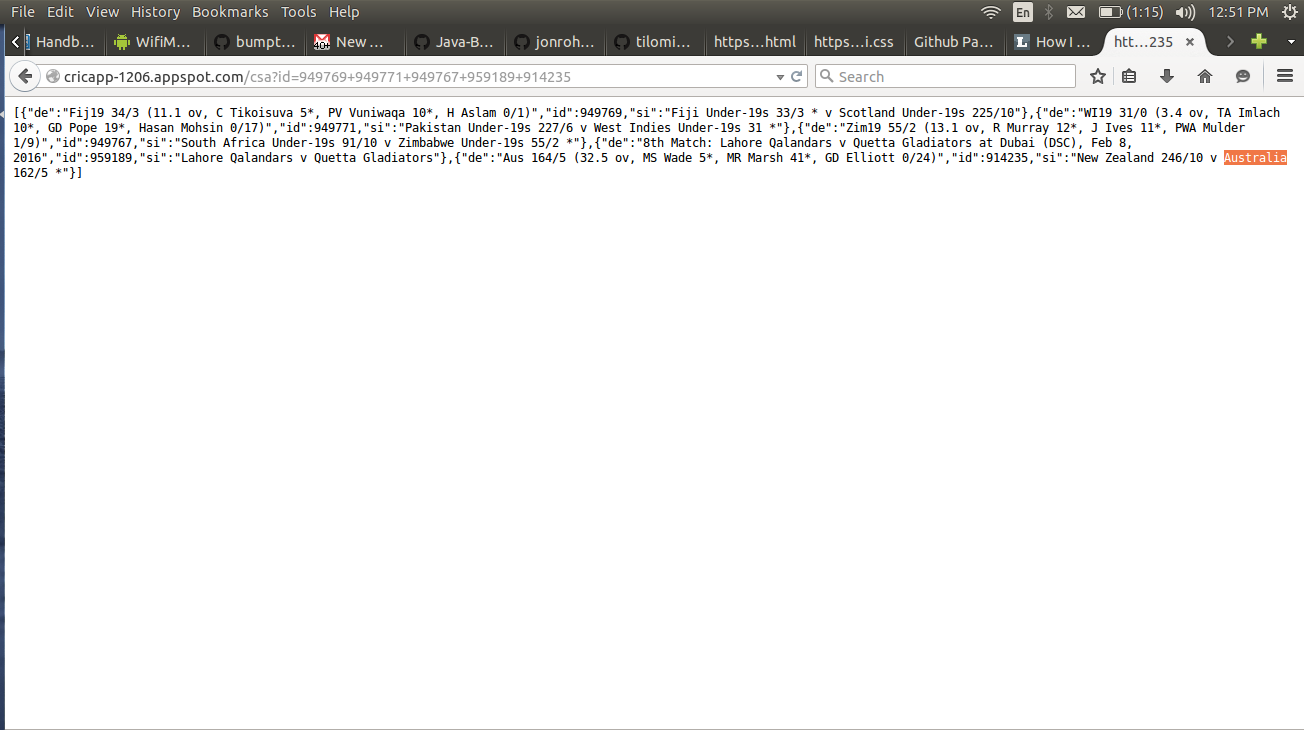 File Edit View History Bookmarks Tools Help En (1:15) 12:51 PM
Handb... WifiM... 40+ bumpt... New ... Java-B... jonroh... tilomi... https...html https...i.css Github Pa... L How I ... htt...235
cricapp-1206.appspot.com/csa?id=949769+949771+949767+959189+914235 Search
[{"de":"Fij19 34/3 (11.1 ov, C Tikoisuva 5*, PV Vuniwaqa 10*, H Aslam 0/1)","id":949769,"si":"Fiji Under-19s 33/3 * v Scotland Under-19s 225/10"},{"de":"WI19 31/0 (3.4 ov, TA Imlach
10*, GD Pope 19*, Hasan Mohsin 0/17)","id":949771,"si":"Pakistan Under-19s 227/6 v West Indies Under-19s 31 *"},{"de":"Zim19 55/2 (13.1 ov, R Murray 12*, J Ives 11*, PWA Mulder
1/9)","id":949767,"si":"South Africa Under-19s 91/10 v Zimbabwe Under-19s 55/2 *"},{"de":"8th Match: Lahore Qalandars v Quetta Gladiators at Dubai (DSC), Feb 8,
2016","id":959189,"si":"Lahore Qalandars v Quetta Gladiators"},{"de":"Aus 164/5 (32.5 ov, MS Wade 5*, MR Marsh 41*, GD Elliott 0/24)","id":914235,"si":"New Zealand 246/10 v Australia
162/5 *"}]